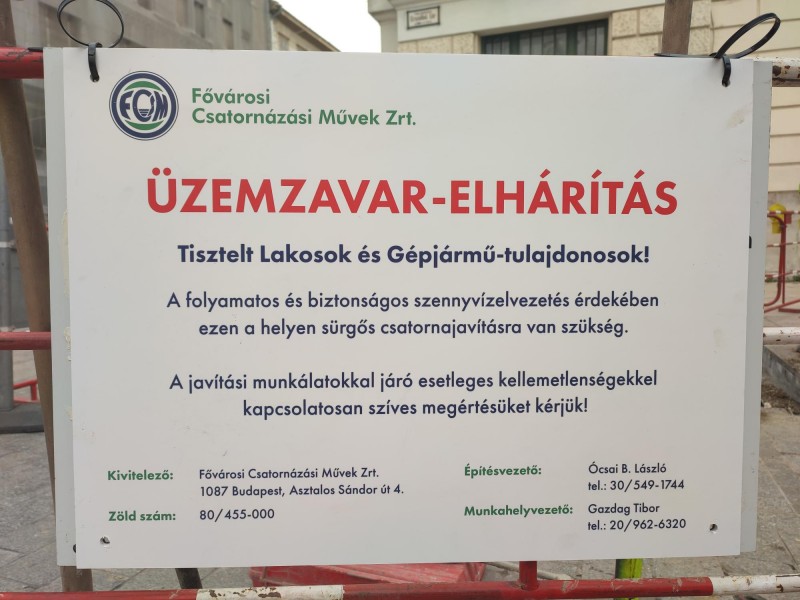 FCM
Fővárosi
Csatornázási Művek Zrt.
ÜZEMZAVAR-ELHÁRÍTÁS
Tisztelt Lakosok és Gépjármű-tulajdonosok!
A folyamatos és biztonságos szennyvízelvezetés érdekében
ezen a helyen sürgős csatornajavításra van szükség.
A javítási munkálatokkal járó esetleges kellemetlenségekkel
kapcsolatosan szíves megértésüket kérjük!
Kivitelező: Fővárosi Csatornázási Művek Zrt.
1087 Budapest, Asztalos Sándor út 4.
Zöld szám: 80/455-000
Építésvezető: Ócsai B. László
tel.: 30/549-1744
Munkahelyvezető: Gazdag Tibor
tel.: 20/962-6320